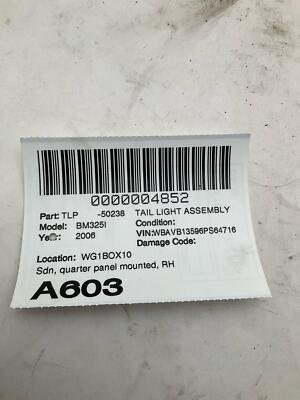 0000004852
Part: TLP -50238 TAIL LIGHT ASSEMBLY
Model: BM325I Condition:
Year: 2006 VIN:WBAVB13596PS64716
Damage Code:
Location: WG1BOX10
Sdn, quarter panel mounted, RH
A603